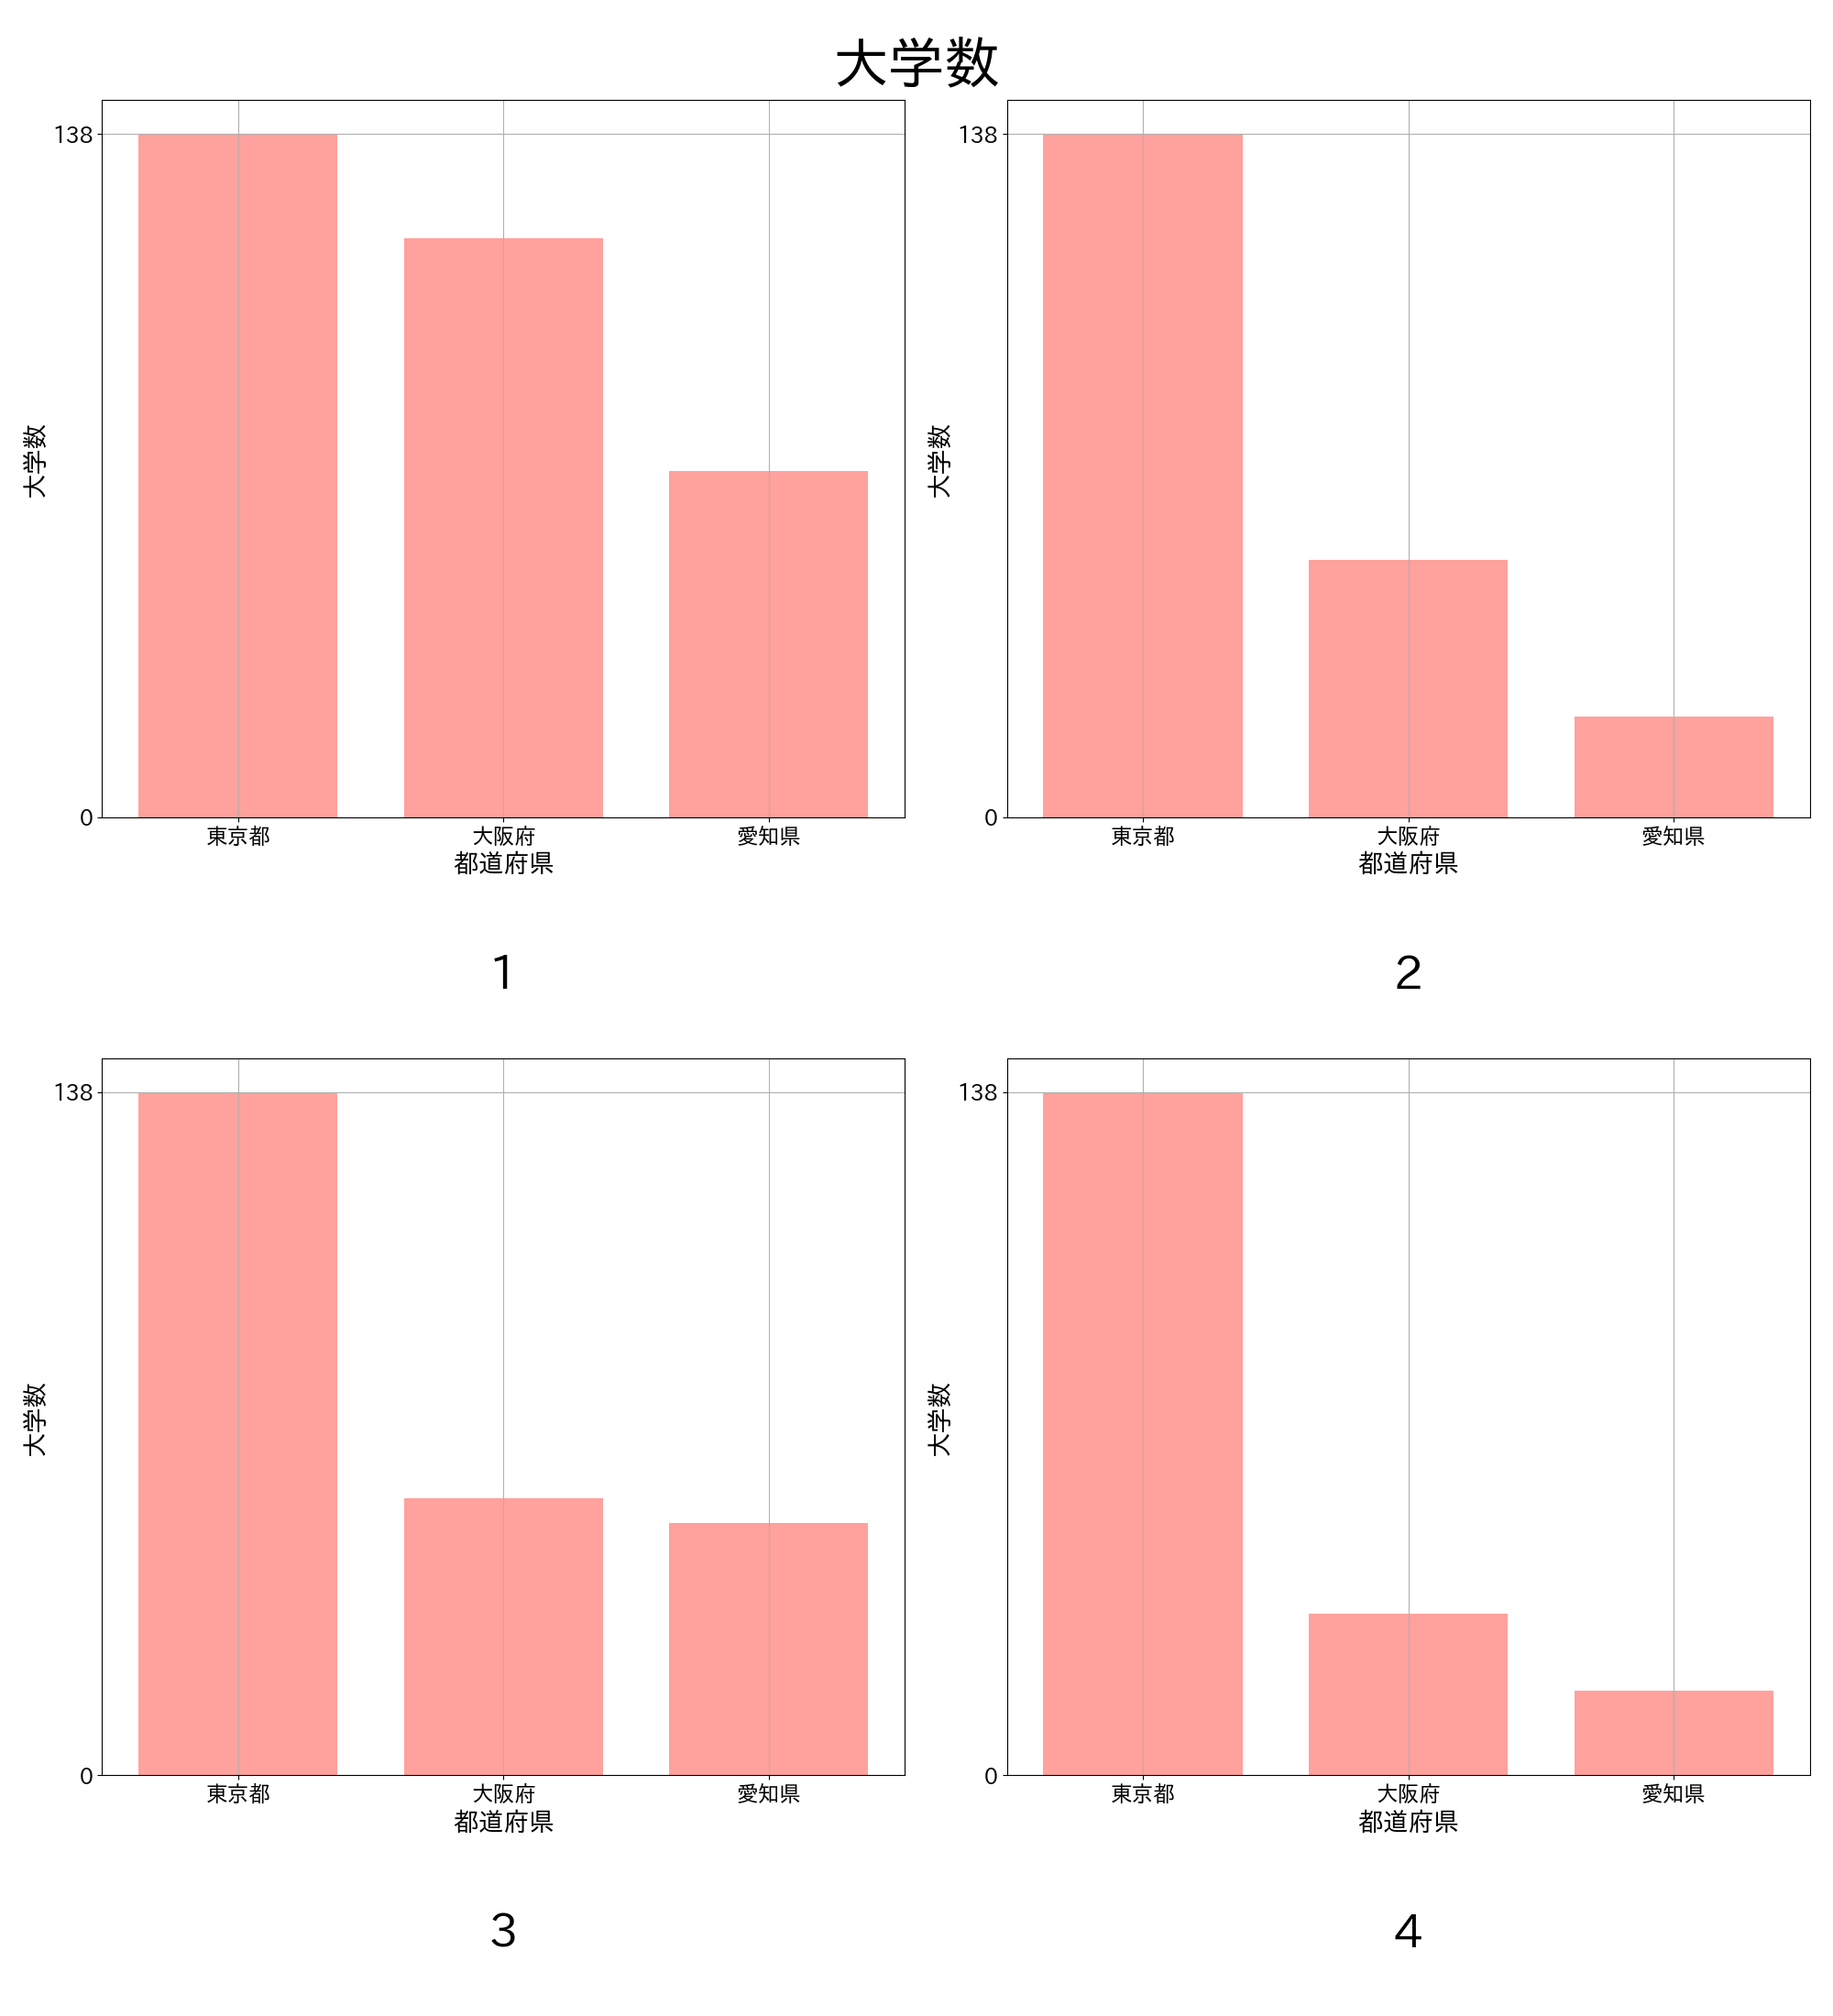 大学数
138
0
大学数
東京都 大阪府 愛知県
都道府県
1
138
0
大学数
東京都 大阪府 愛知県
都道府県
2
138
0
大学数
東京都 大阪府 愛知県
都道府県
3
138
0
大学数
東京都 大阪府 愛知県
都道府県
4